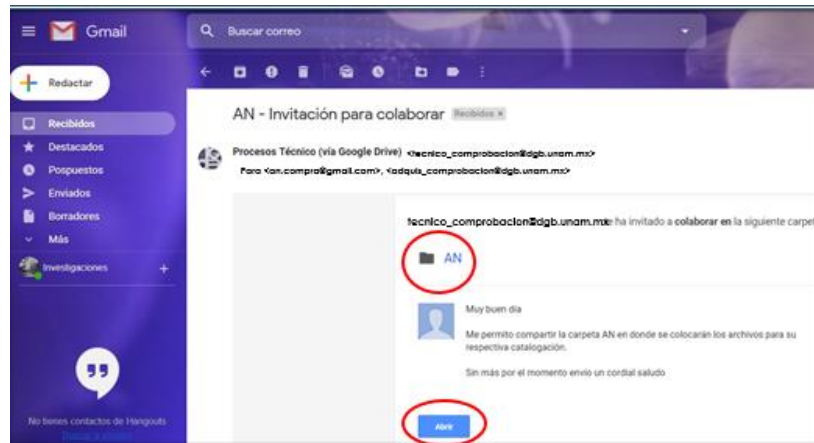 Gmail
Buscar correo
Redactar
AN - Invitación para colaborar Recibidos x
Recibidos
Destacados
Pospuestos
Enviados
Borradores
Más
Investigaciones +
Procesos Técnico (vía Google Drive) <tecnico_comprobacion@dgb.unam.mx>
Para <an.compra@gmail.com>, <adquis_comprobacion@dgb.unam.mx>
tecnico_comprobacion@dgb.unam.mx ha invitado a colaborar en la siguiente carpet
AN
Muy buen día
Me permito compartir la carpeta AN en donde se colocarán los archivos para su
respectiva catalogación.
Sin más por el momento envio un cordial saludo
Abrir
No tienes contactos de Hangouts